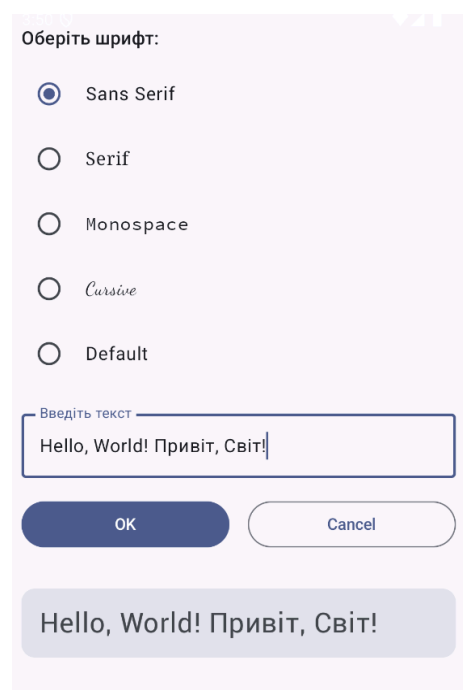 Оберіть шрифт:
Sans Serif
Serif
Monospace
Cursive
Default
Введіть текст
Hello, World! Привіт, Світ!
OK
Cancel
Hello, World! Привіт, Світ!